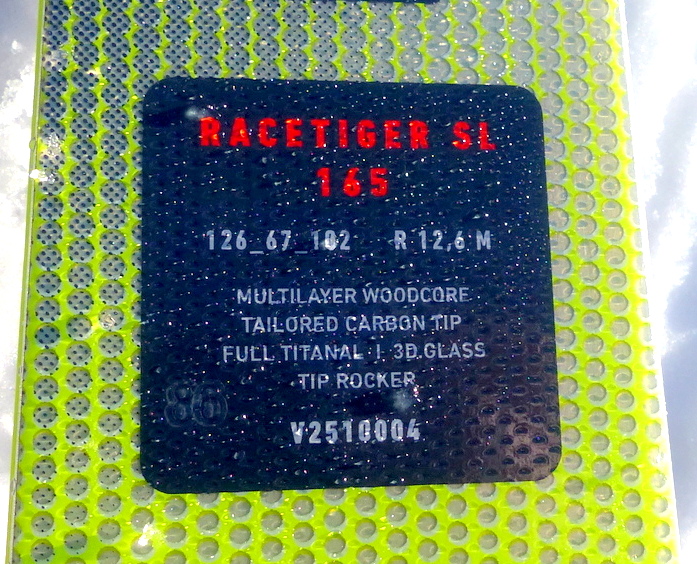 RACETIGER SL
165
126_67_102 R 12,6 M
MULTILAYER WOODCORE
TAILORED CARBON TIP
FULL TITANAL | 3D.GLASS
TIP ROCKER
V2510004